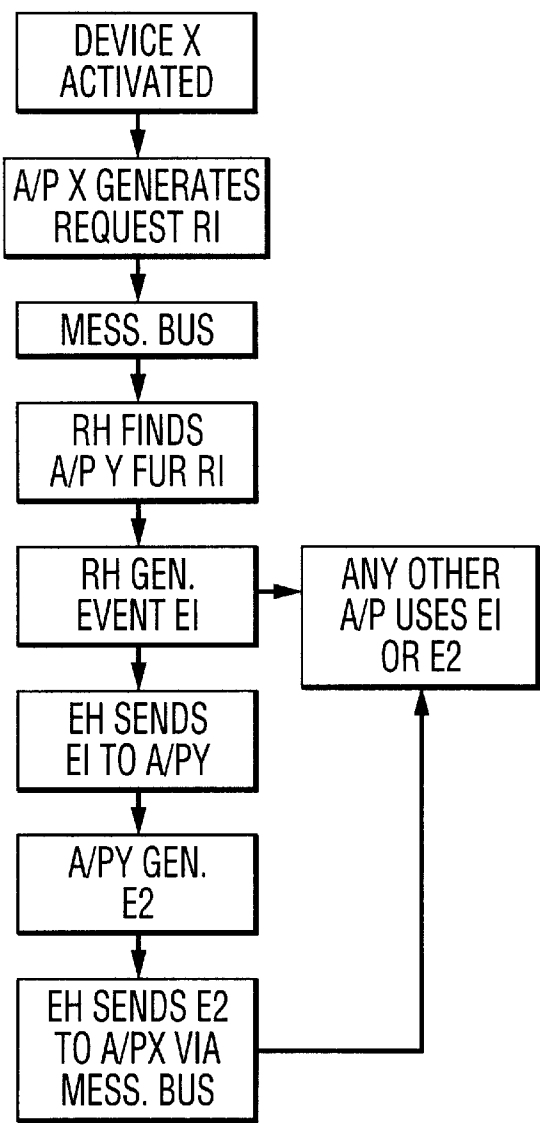 DEVICE X
ACTIVATED
A/P X GENERATES
REQUEST RI
MESS. BUS
RH FINDS
A/P Y FUR RI
RH GEN.
EVENT EI
ANY OTHER
A/P USES EI
OR E2
EH SENDS
EI TO A/PY
A/PY GEN.
E2
EH SENDS E2
TO A/PX VIA
MESS. BUS